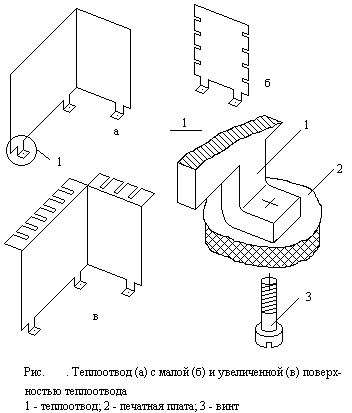 а
б
1
1
1
2
в
3
Рис. . Теплоотвод (а) с малой (б) и увеличенной (в) поверх-
ностью теплоотвода
1 - теплоотвод; 2 - печатная плата; 3 - винт